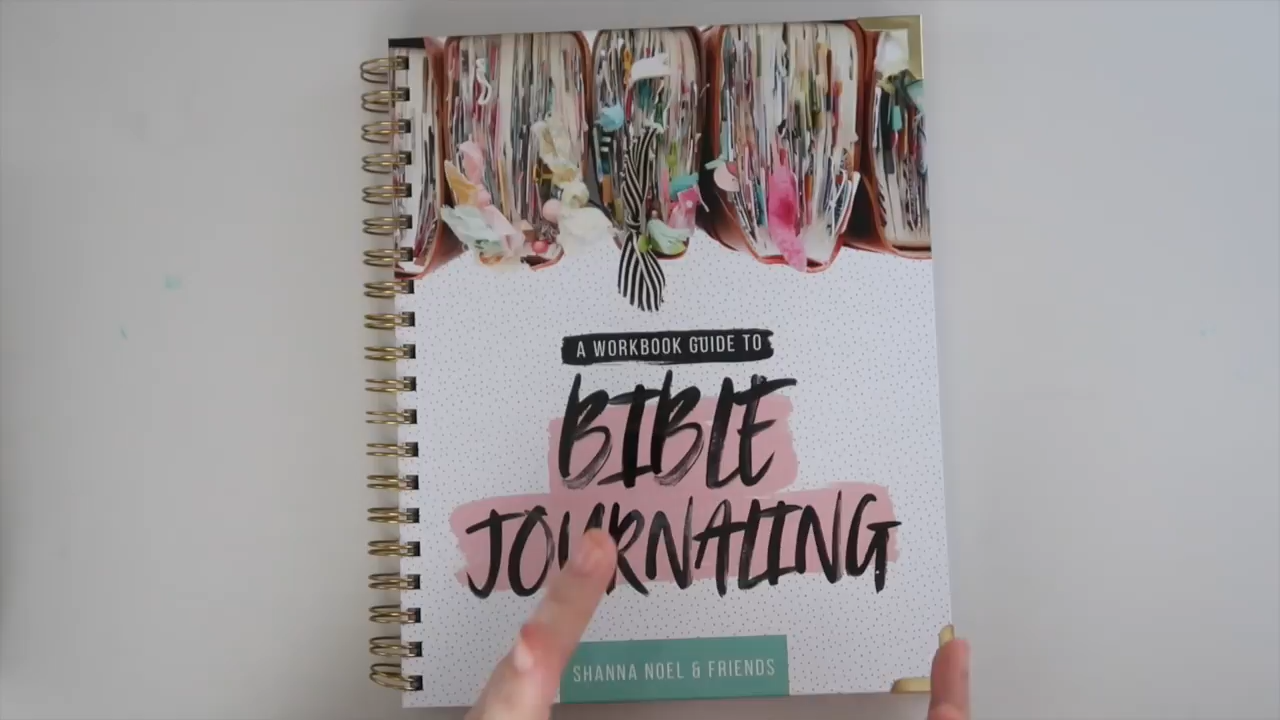 A WORKBOOK GUIDE TO
BIBLE
JOURNALING
SHANNA NOEL & FRIENDS